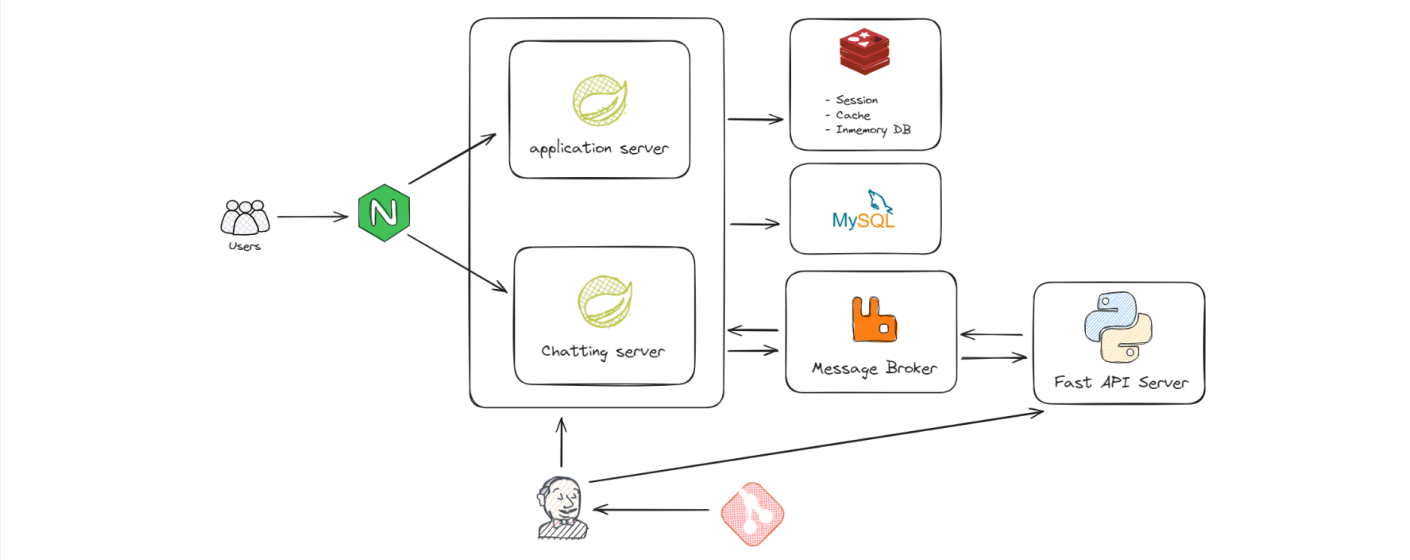 Users
N
application server
Chatting server
- Session
- Cache
- Inmemory DB
MySQL
Message Broker
Fast API Server